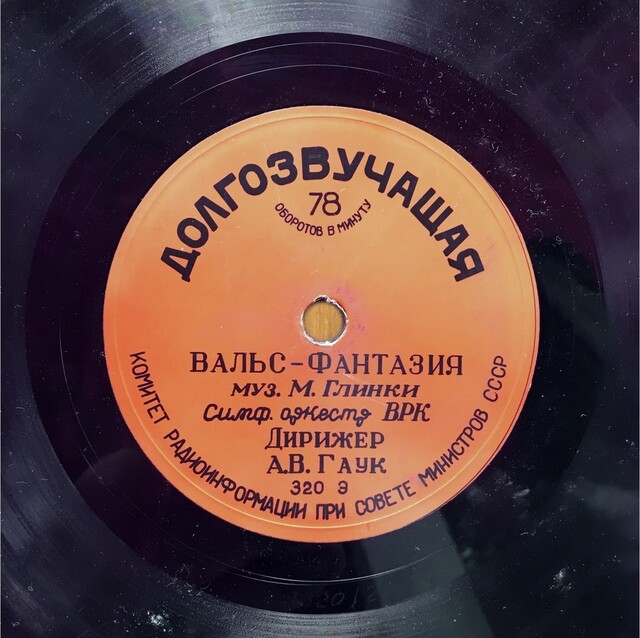 ДОЛГОЗВУЧАЩАЯ
78
ОБОРОТОВ В МИНУТУ
ВАЛЬС-ФАНТАЗИЯ
МУЗ. М. ГЛИНКИ
Симф. оркестр ВРК
ДИРИЖЕР
А.В. ГАУК
320 Э
КОМИТЕТ РАДИОИНФОРМАЦИИ ПРИ СОВЕТЕ МИНИСТРОВ СССР